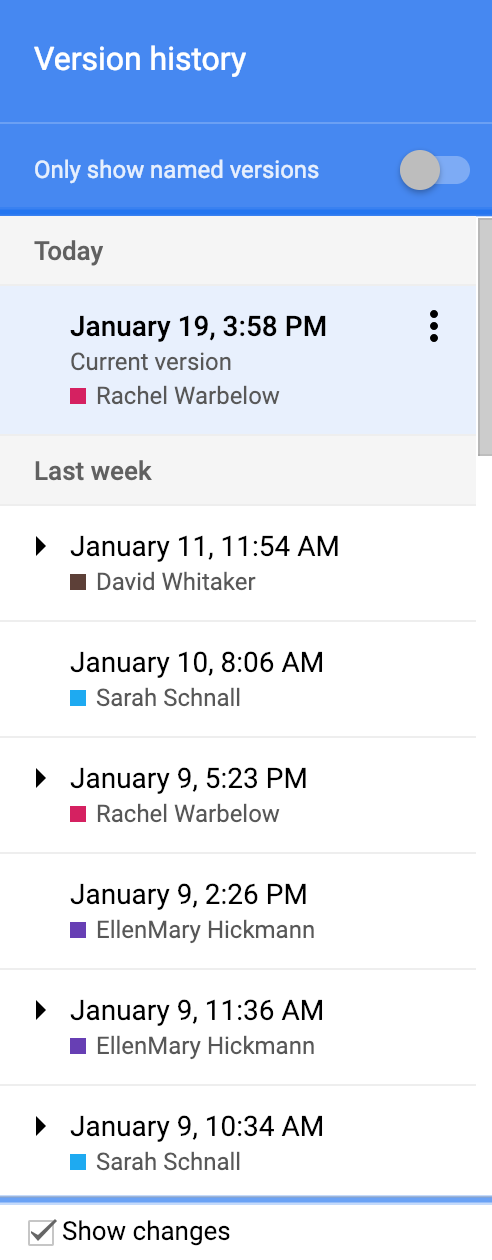 Version history
Only show named versions
Today
January 19, 3:58 PM
Current version
Rachel Warbelow
Last week
January 11, 11:54 AM
David Whitaker
January 10, 8:06 AM
Sarah Schnall
January 9, 5:23 PM
Rachel Warbelow
January 9, 2:26 PM
EllenMary Hickmann
January 9, 11:36 AM
EllenMary Hickmann
January 9, 10:34 AM
Sarah Schnall
Show changes